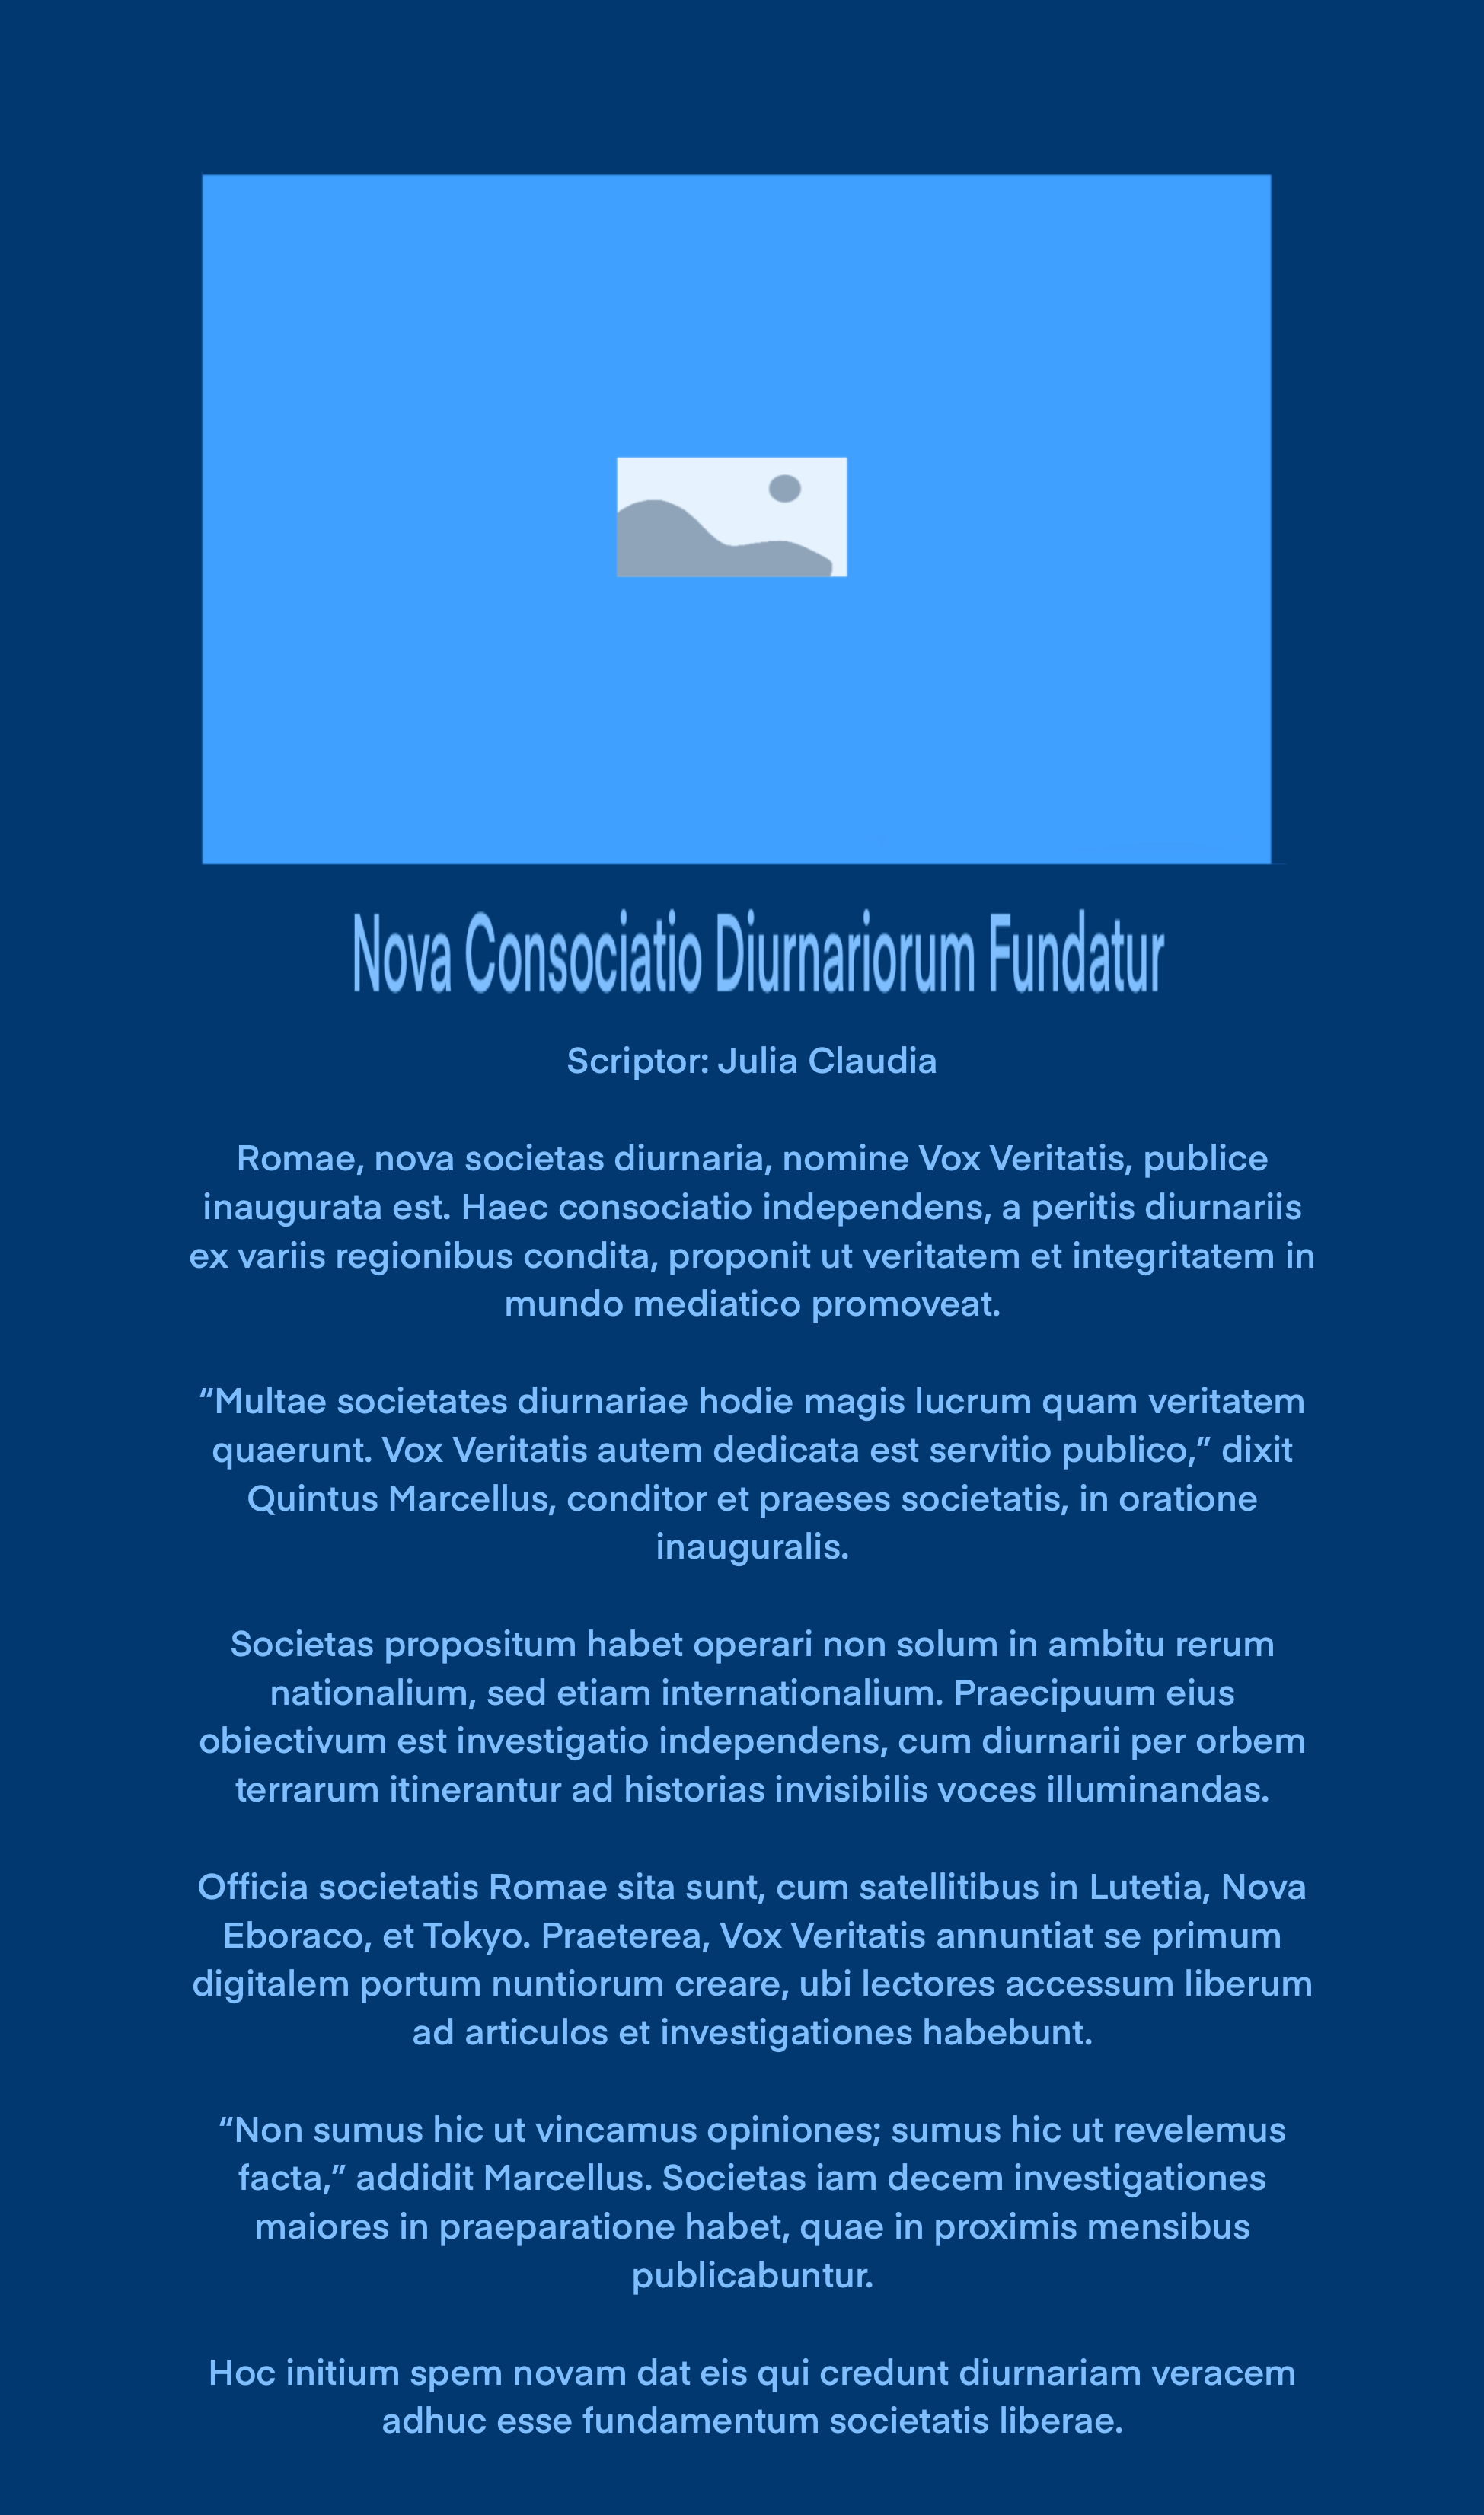 Nova Consociatio Diurnariorum Fundatur
Scriptor: Julia Claudia
Romae, nova societas diurnaria, nomine Vox Veritatis, publice
inaugurata est. Haec consociatio independens, a peritis diurnariis
ex variis regionibus condita, proponit ut veritatem et integritatem in
mundo mediatico promoveat.
“Multae societates diurnariae hodie magis lucrum quam veritatem
quaerunt. Vox Veritatis autem dedicata est servitio publico,” dixit
Quintus Marcellus, conditor et praeses societatis, in oratione
inauguralis.
Societas propositum habet operari non solum in ambitu rerum
nationalium, sed etiam internationalium. Praecipuum eius
obiectivum est investigatio independens, cum diurnarii per orbem
terrarum itinerantur ad historias invisibilis voces illuminandas.
Officia societatis Romae sita sunt, cum satellitibus in Lutetia, Nova
Eboraco, et Tokyo. Praeterea, Vox Veritatis annuntiat se primum
digitalem portum nuntiorum creare, ubi lectores accessum liberum
ad articulos et investigationes habebunt.
“Non sumus hic ut vincamus opiniones; sumus hic ut revelemus
facta,” addidit Marcellus. Societas iam decem investigationes
maiores in praeparatione habet, quae in proximis mensibus
publicabuntur.
Hoc initium spem novam dat eis qui credunt diurnariam veracem
adhuc esse fundamentum societatis liberae.